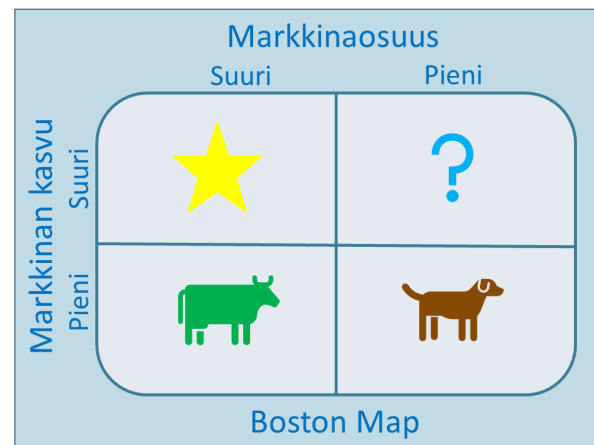 Markkinaosuus
Suuri Pieni
Markkinan kasvu
Suuri
Pieni
?
Boston Map